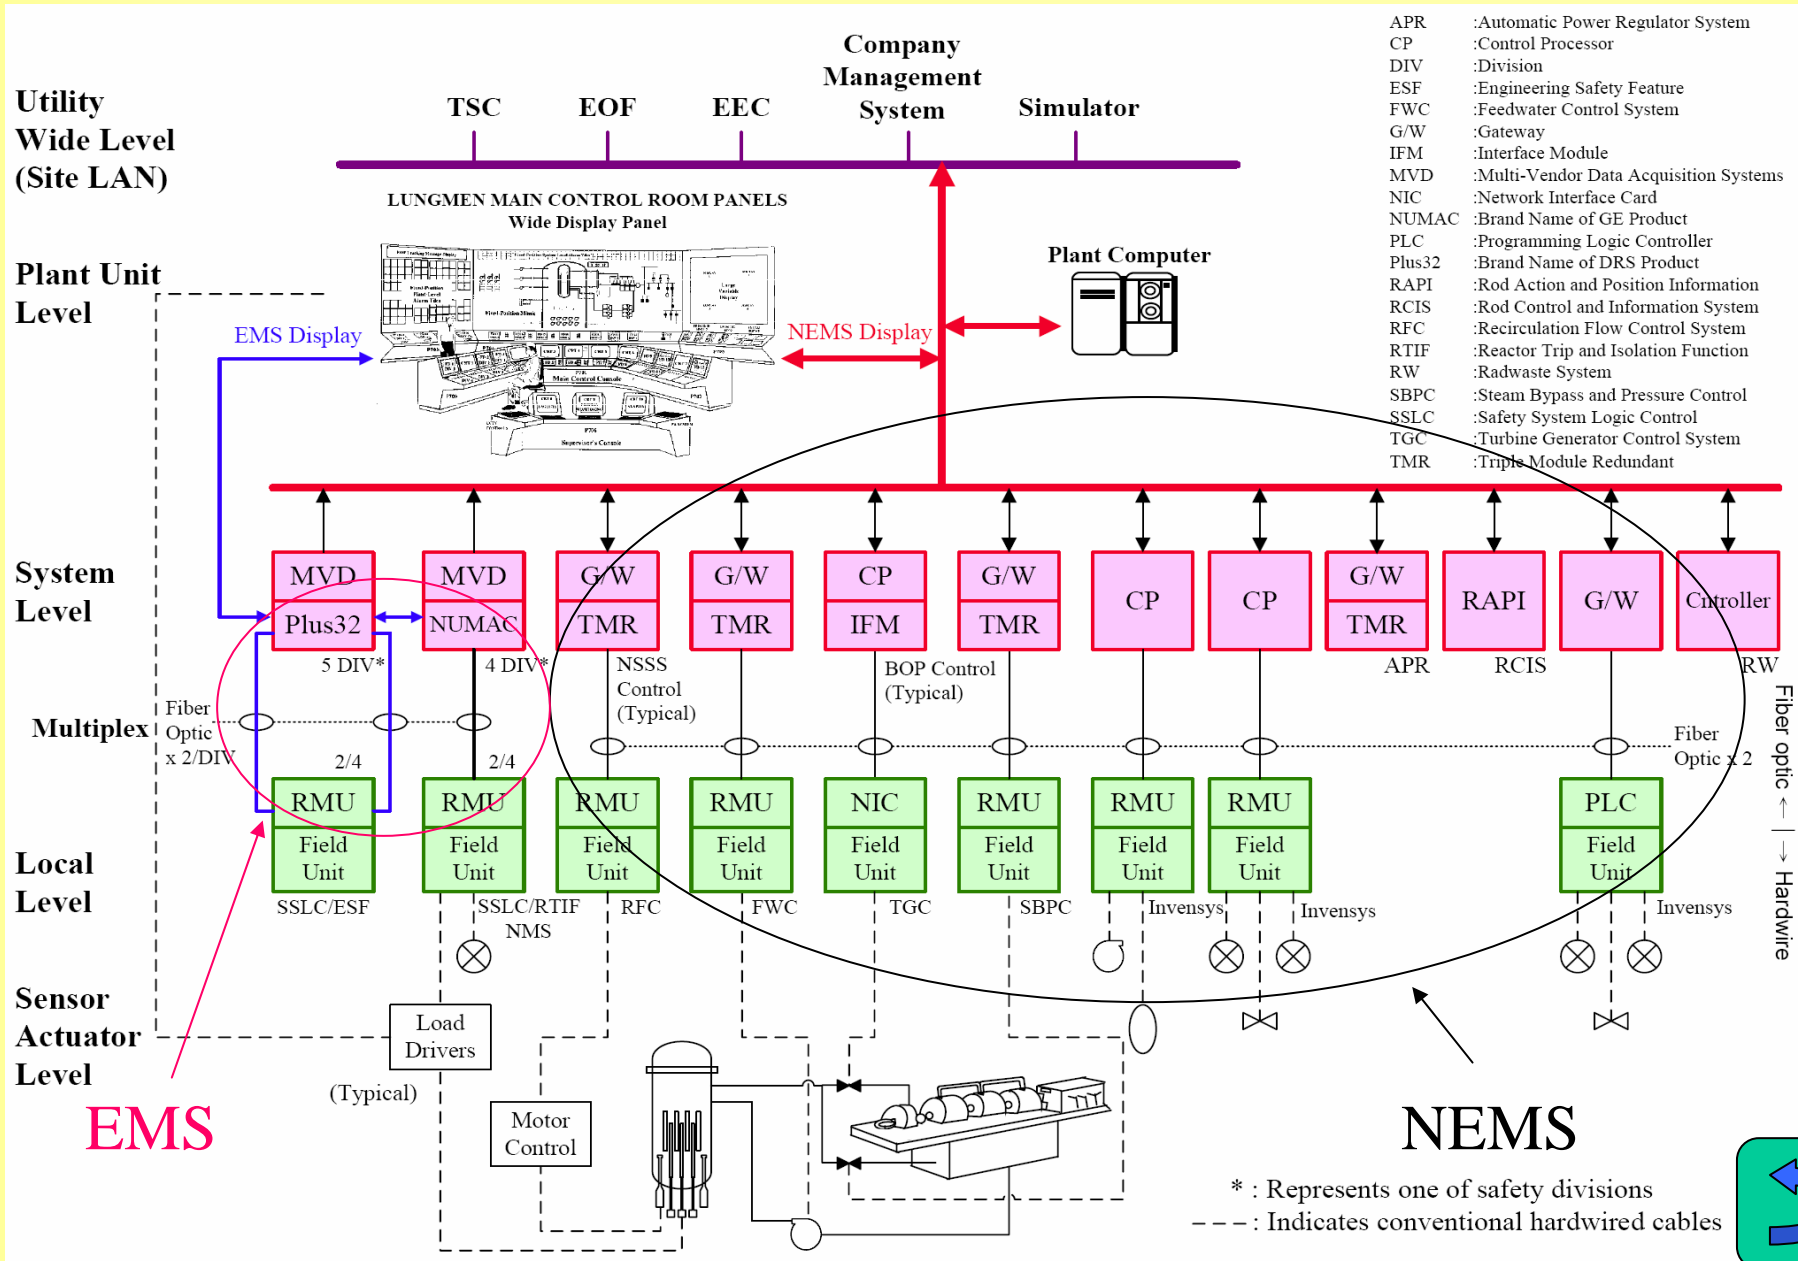 Utility
Wide Level
(Site LAN)
TSC
EOF
EEC
Company
Management
System
Simulator
APR :Automatic Power Regulator System
CP :Control Processor
DIV :Division
ESF :Engineering Safety Feature
FWC :Feedwater Control System
G/W :Gateway
IFM :Interface Module
MVD :Multi-Vendor Data Acquisition Systems
NIC :Network Interface Card
NUMAC :Brand Name of GE Product
PLC :Programming Logic Controller
Plus32 :Brand Name of DRS Product
RAPI :Rod Action and Position Information
RCIS :Rod Control and Information System
RFC :Recirculation Flow Control System
RTIF :Reactor Trip and Isolation Function
RW :Radwaste System
SBPC :Steam Bypass and Pressure Control
SSLC :Safety System Logic Control
TGC :Turbine Generator Control System
TMR :Triple Module Redundant
LUNGMEN MAIN CONTROL ROOM PANELS
Wide Display Panel
Plant Unit
Level
EMS Display
NEMS Display
Plant Computer
Large
Variable
Display
Main Control Console
Supervisor's Console
System
Level
MVD
Plus32
5 DIV*
MVD
NUMAC
4 DIV*
G/W
TMR
NSSS
Control
(Typical)
G/W
TMR
CP
IFM
BOP Control
(Typical)
G/W
TMR
CP
CP
G/W
TMR
APR
RAPI
RCIS
G/W
Cntroller
RW
Multiplex
Fiber
Optic
x 2/DIV
2/4
2/4
Fiber
Optic x 2
Fiber optic ← | → Hardwire
Local
Level
RMU
Field
Unit
SSLC/ESF
RMU
Field
Unit
SSLC/RTIF
NMS
RMU
Field
Unit
RFC
RMU
Field
Unit
FWC
NIC
Field
Unit
TGC
RMU
Field
Unit
SBPC
RMU
Field
Unit
Invensys
RMU
Field
Unit
Invensys
PLC
Field
Unit
Invensys
Sensor
Actuator
Level
Load
Drivers
(Typical)
Motor
Control
EMS
NEMS
* : Represents one of safety divisions
- - - : Indicates conventional hardwired cables